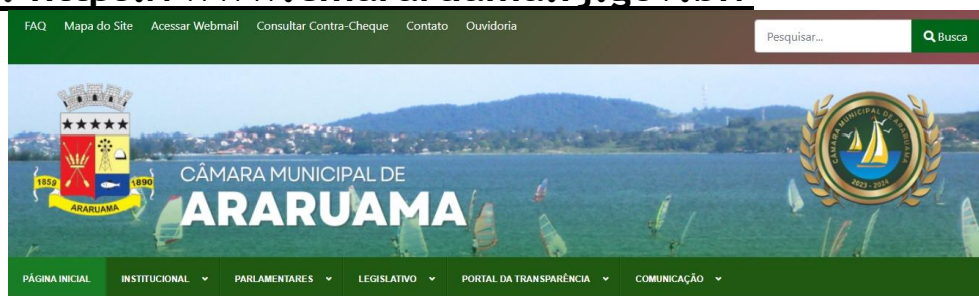 FAQ Mapa do Site Acessar Webmail Consultar Contra-Cheque Contato Ouvidoria
Pesquisar... Busca
1859 1890
ARARUAMA
CÂMARA MUNICIPAL DE
ARARUAMA
CÂMARA MUNICIPAL DE ARARUAMA
2023 - 2024
PÁGINA INICIAL INSTITUCIONAL PARLAMENTARES LEGISLATIVO PORTAL DA TRANSPARÊNCIA COMUNICAÇÃO